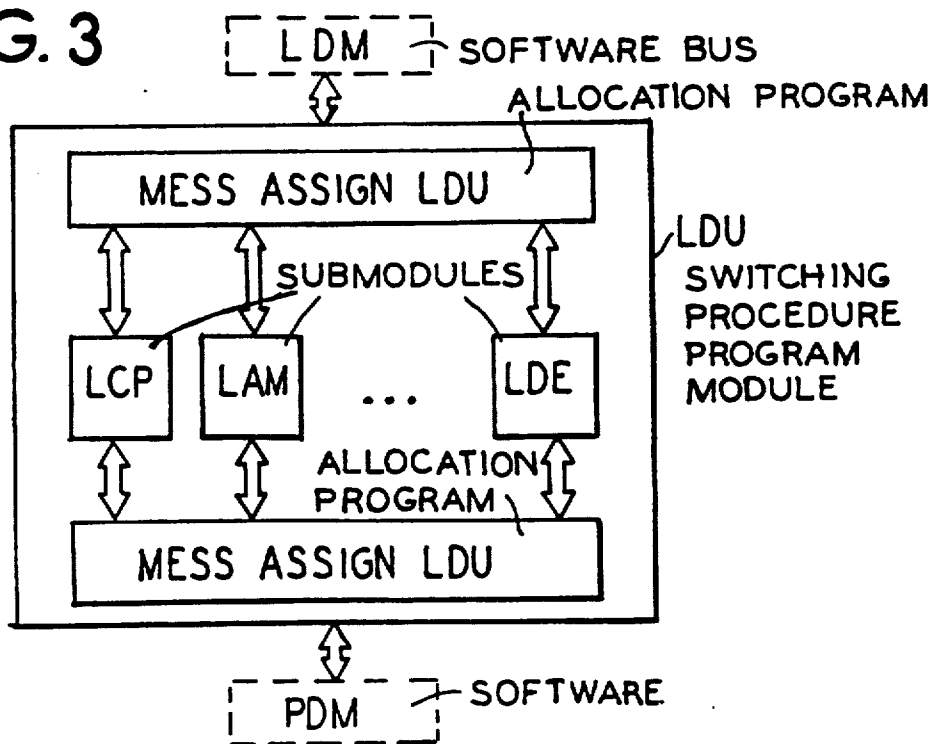 G. 3
LDM
SOFTWARE BUS
ALLOCATION PROGRAM
MESS ASSIGN LDU
LDU
SWITCHING
PROCEDURE
PROGRAM
MODULE
SUBMODULES
LCP
LAM
...
LDE
ALLOCATION
PROGRAM
MESS ASSIGN LDU
PDM
SOFTWARE